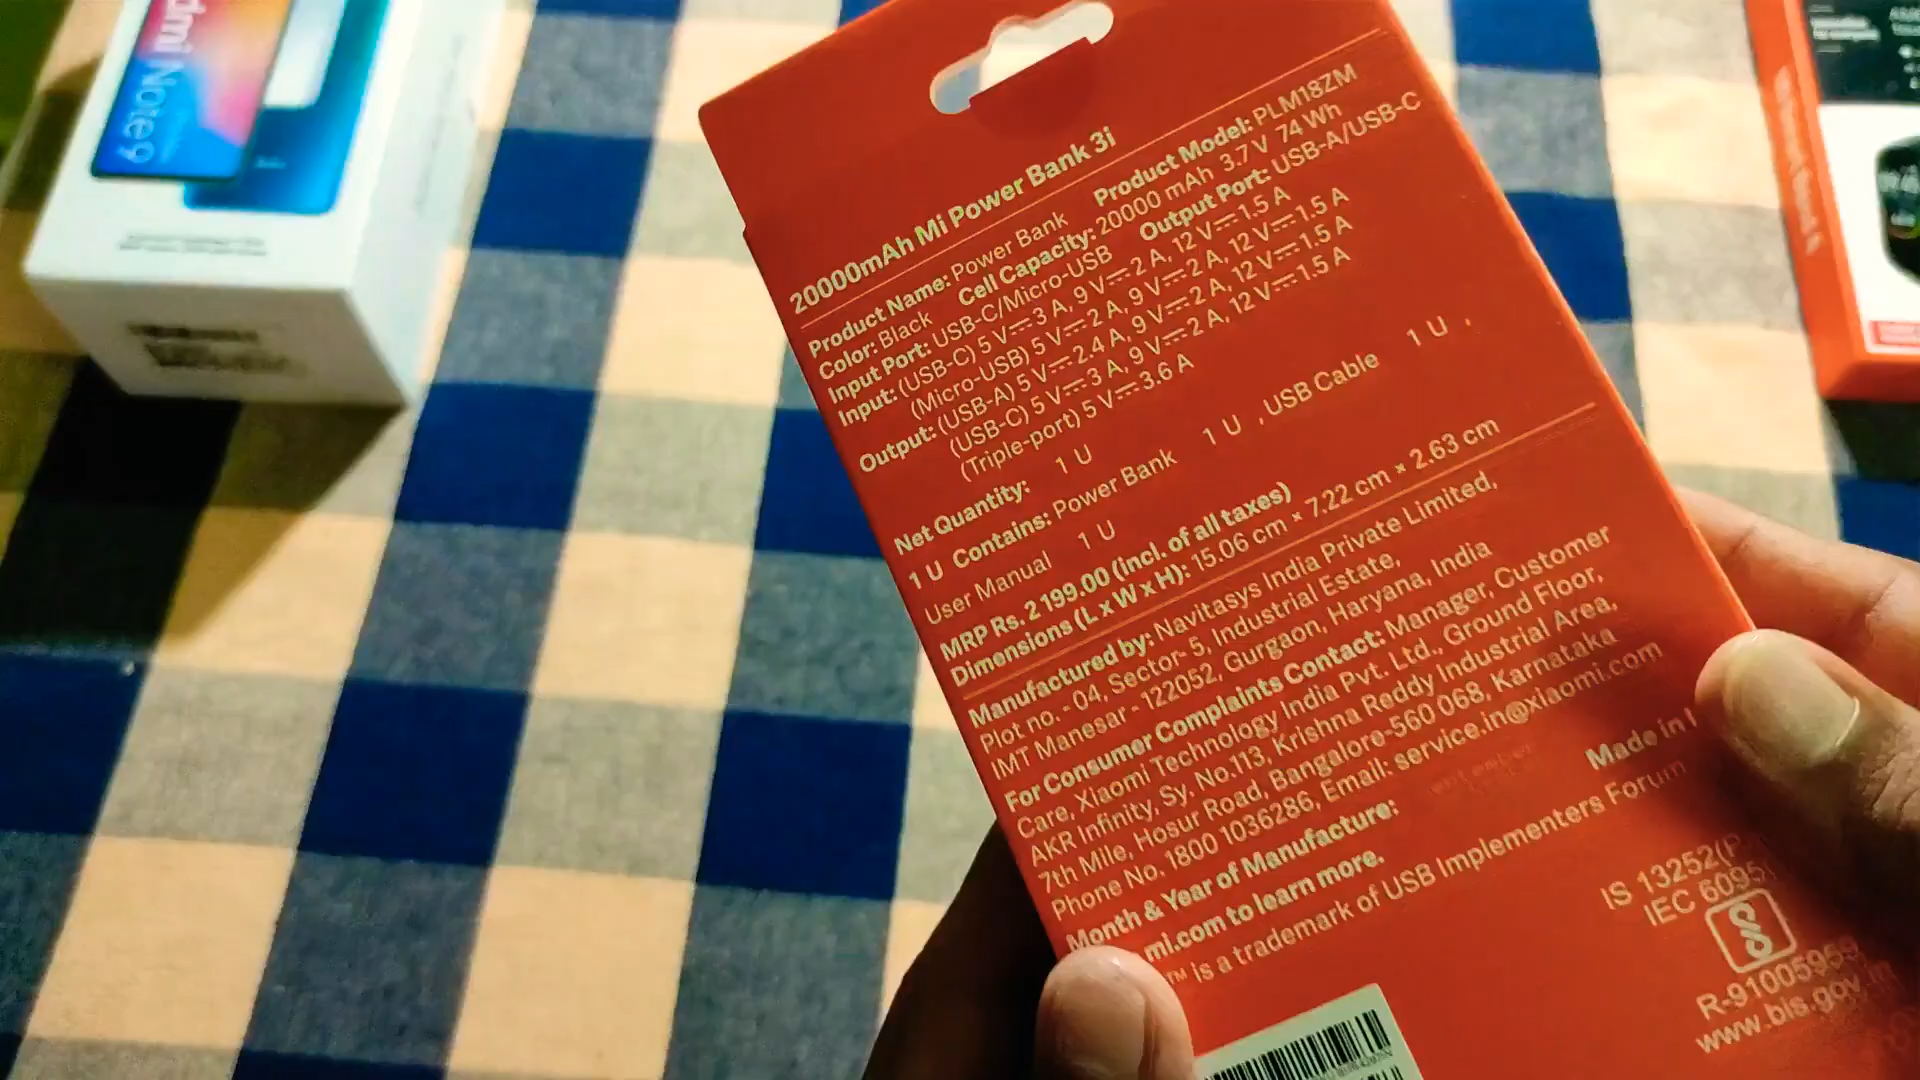 dmi Note 9
20000mAh Mi Power Bank 3i
Product Name: Power Bank Product Model: PLM18ZM
Color: Black Cell Capacity: 20000 mAh 3.7 V 74 Wh
Input Port: USB-C/Micro-USB Output Port: USB-A/USB-C
Input: (USB-C) 5 V⎓3 A, 9 V⎓2 A, 12 V⎓1.5 A
(Micro-USB) 5 V⎓2 A, 9 V⎓2 A, 12 V⎓1.5 A
Output: (USB-A) 5 V⎓2.4 A, 9 V⎓2 A, 12 V⎓1.5 A
(USB-C) 5 V⎓3 A, 9 V⎓2 A, 12 V⎓1.5 A
(Triple-port) 5 V⎓3.6 A
Net Quantity: 1 U
1 U Contains: Power Bank 1 U , USB Cable 1 U ,
User Manual 1 U
MRP Rs. 2 199.00 (incl. of all taxes)
Dimensions (L x W x H): 15.06 cm × 7.22 cm × 2.63 cm
Manufactured by: Navitasys India Private Limited,
Plot no. - 04, Sector- 5, Industrial Estate,
IMT Manesar - 122052, Gurgaon, Haryana, India
For Consumer Complaints Contact: Manager, Customer
Care, Xiaomi Technology India Pvt. Ltd., Ground Floor,
AKR Infinity, Sy. No.113, Krishna Reddy Industrial Area,
7th Mile, Hosur Road, Bangalore-560 068, Karnataka
Phone No. 1800 1036286, Email: service.in@xiaomi.com
Month & Year of Manufacture:
Made in I
mi.com to learn more.
™ is a trademark of USB Implementers Forum
IS 13252(P
IEC 6095
R-91005959
www.bis.gov.in